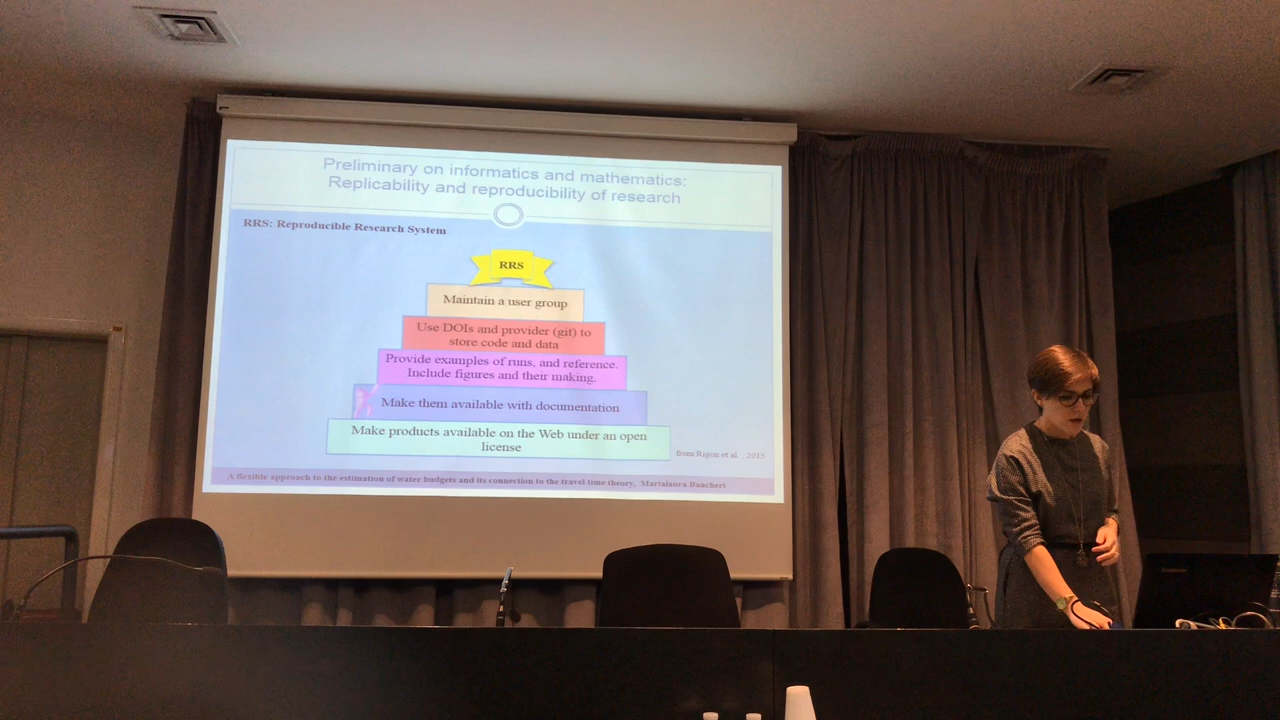 Preliminary on informatics and mathematics:
Replicability and reproducibility of research
RRS: Reproducible Research System
RRS
Maintain a user group
Use DOIs and provider (git) to
store code and data
Provide examples of runs, and reference.
Include figures and their making.
Make them available with documentation
Make products available on the Web under an open
license
from Rigon et al. , 2015
A flexible approach to the estimation of water budgets and its connection to the travel time theory, Marialaura Bancheri